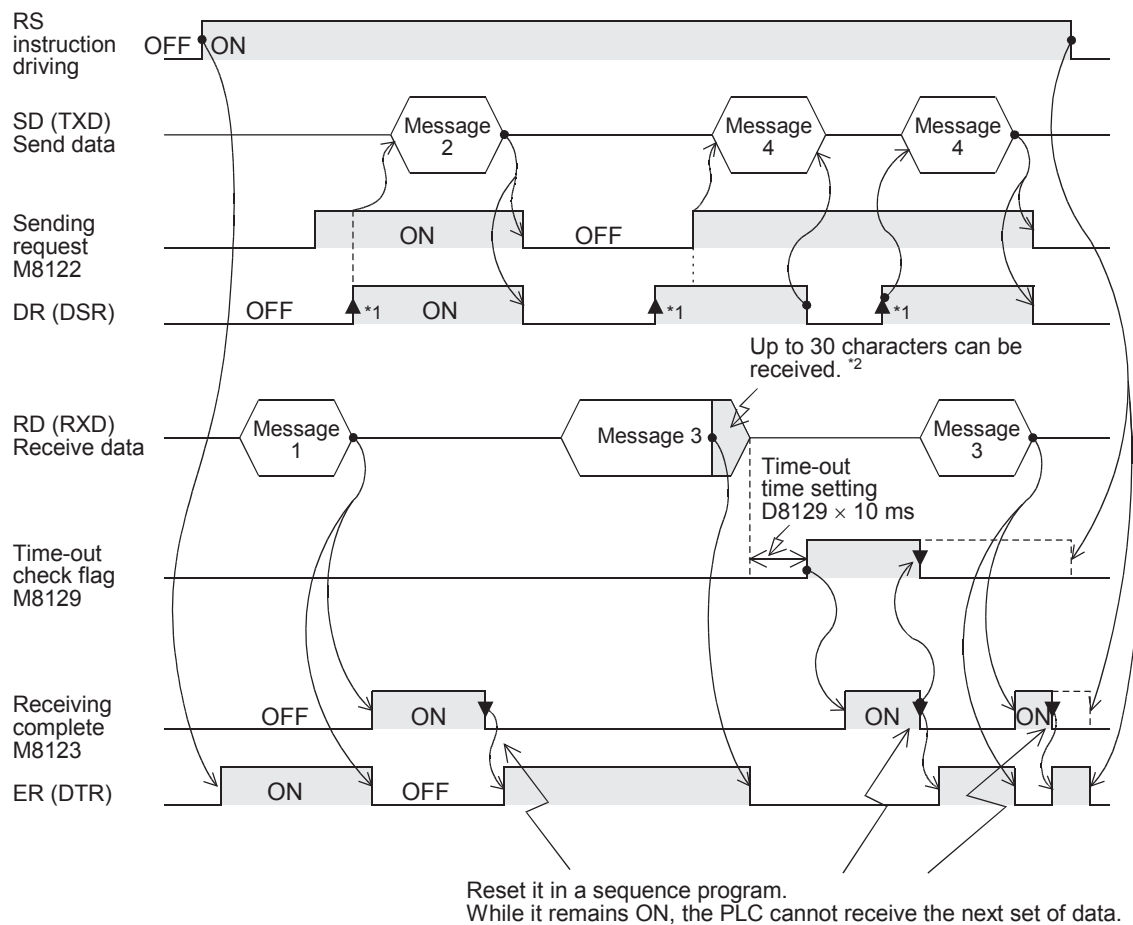 RS
instruction
driving
OFF
ON
SD (TXD)
Send data
Message
2
Message
4
Message
4
Sending
request
M8122
ON
OFF
DR (DSR)
OFF
*1
ON
*1
*1
Up to 30 characters can be
received. *2
RD (RXD)
Receive data
Message
1
Message 3
Message
3
Time-out
time setting
D8129 × 10 ms
Time-out
check flag
M8129
Receiving
complete
M8123
OFF
ON
ON
ON
ER (DTR)
ON
OFF
Reset it in a sequence program.
While it remains ON, the PLC cannot receive the next set of data.